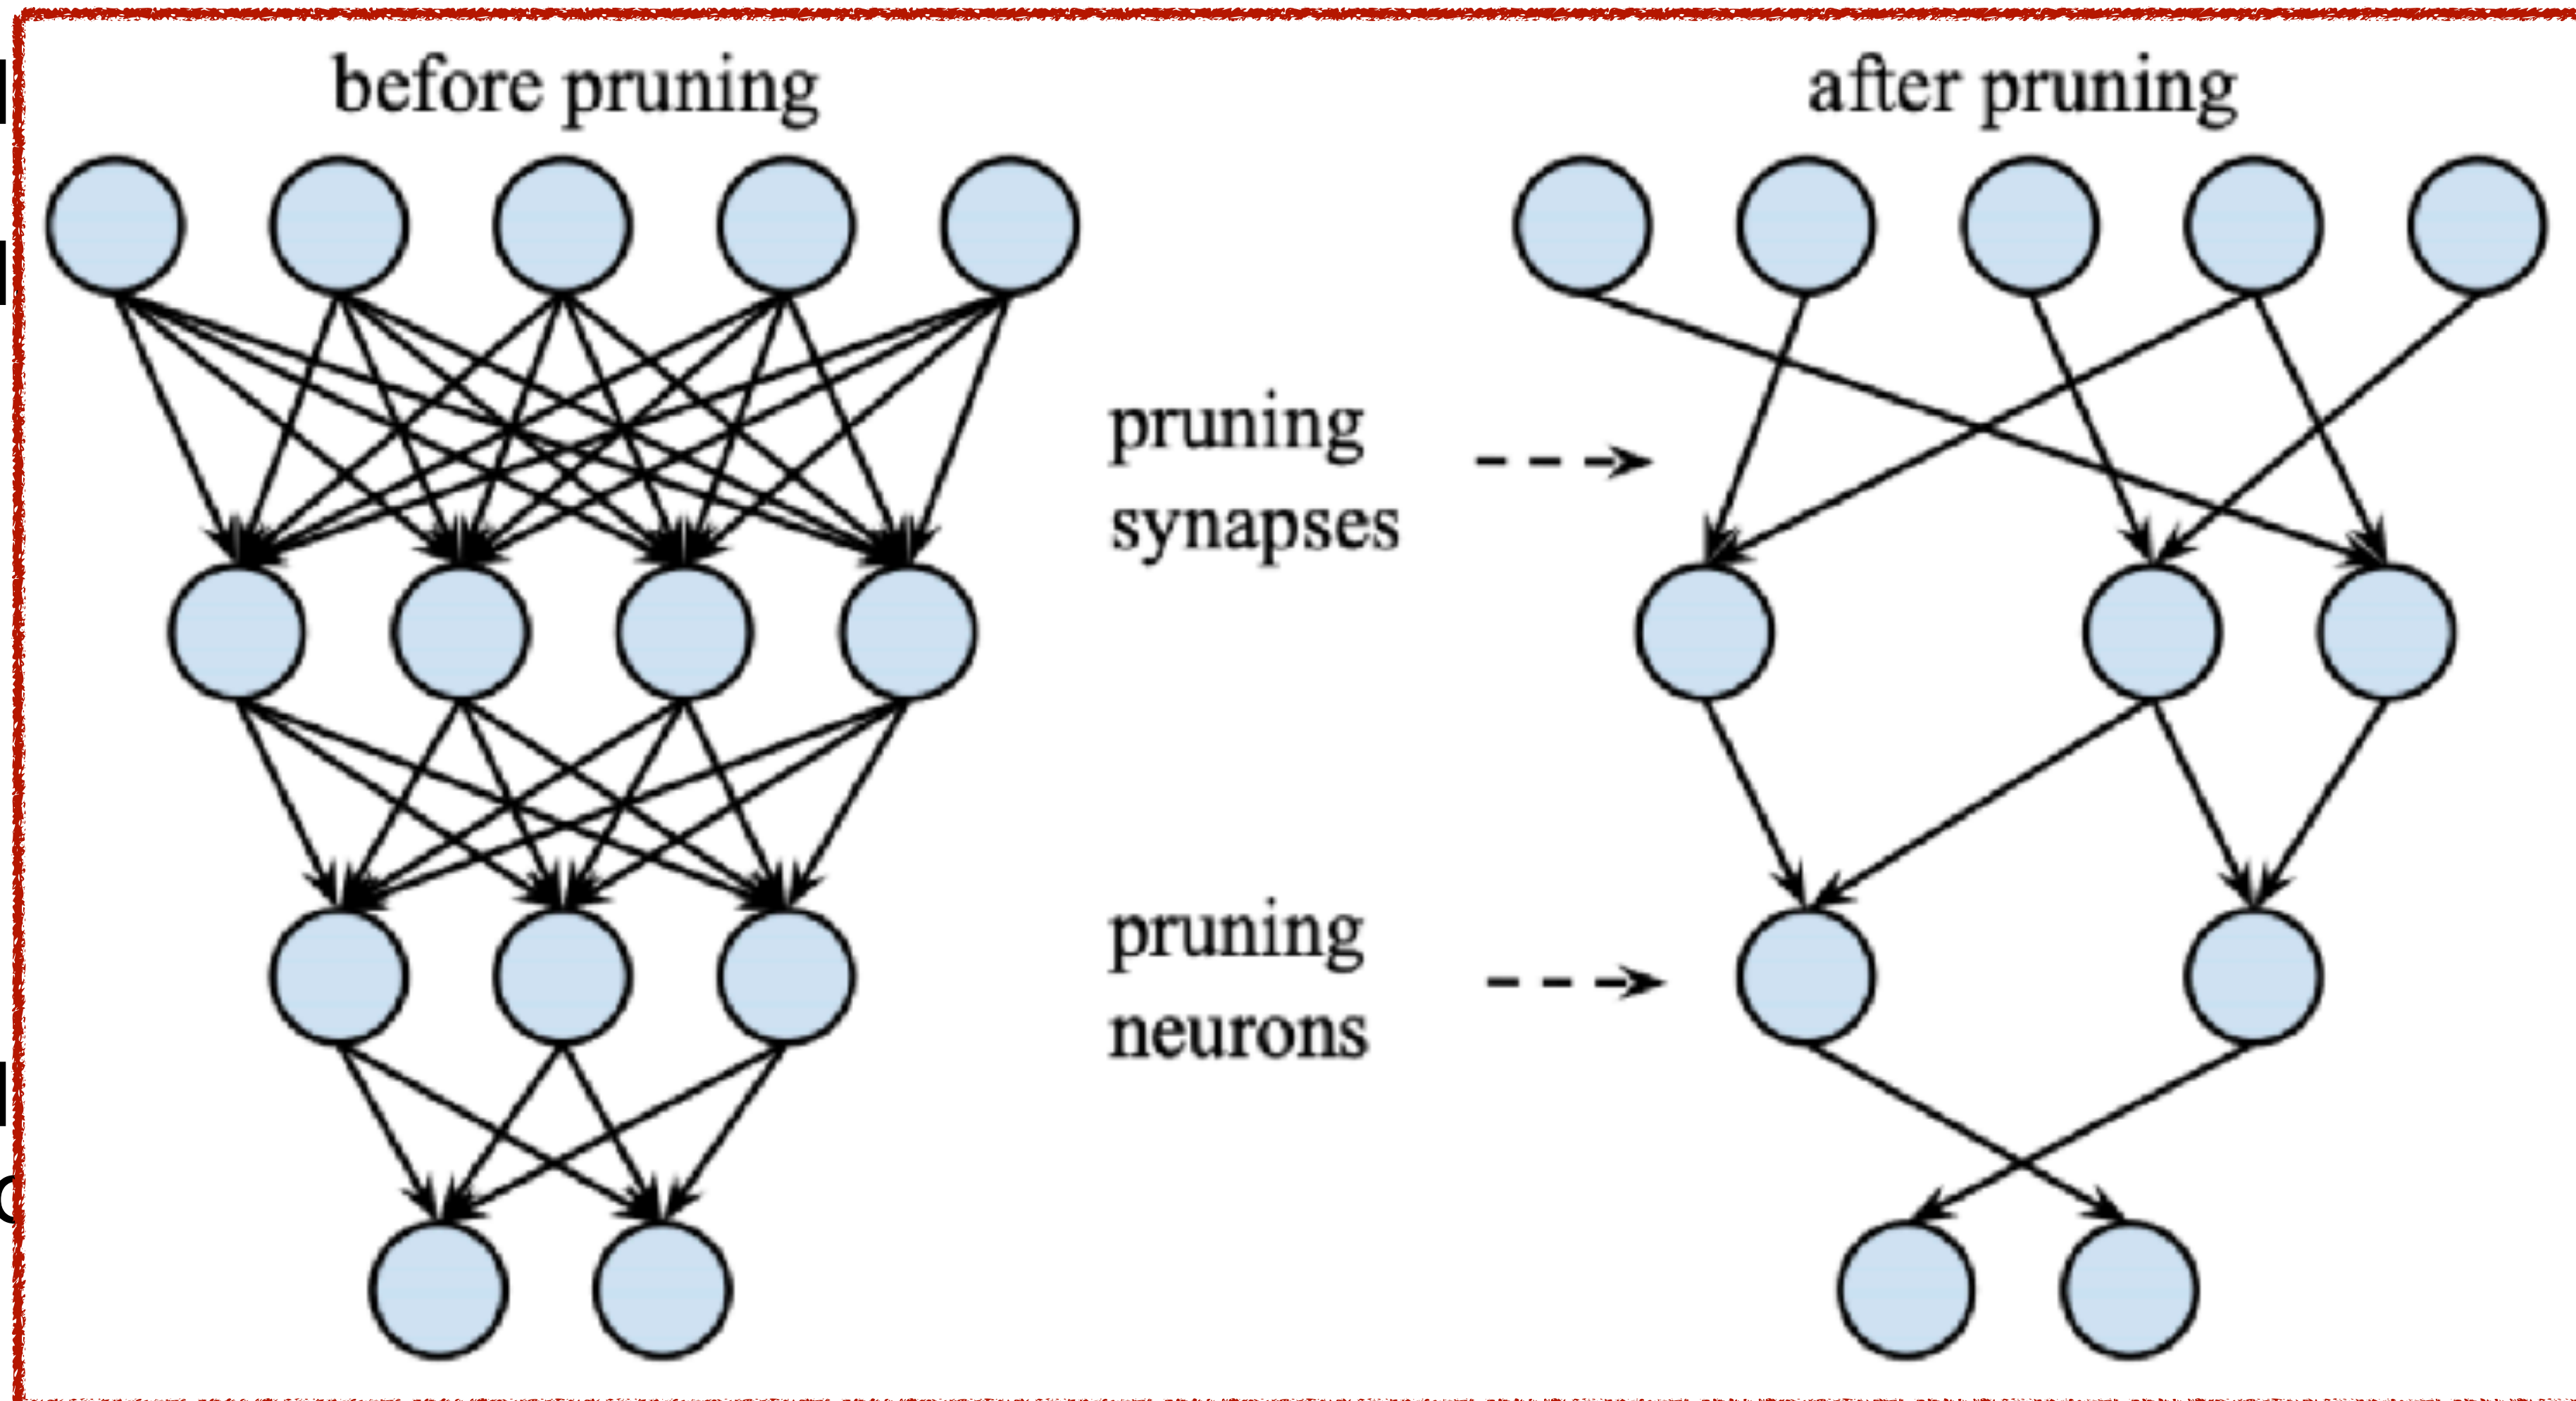 before pruning
after pruning
pruning
synapses
pruning
neurons